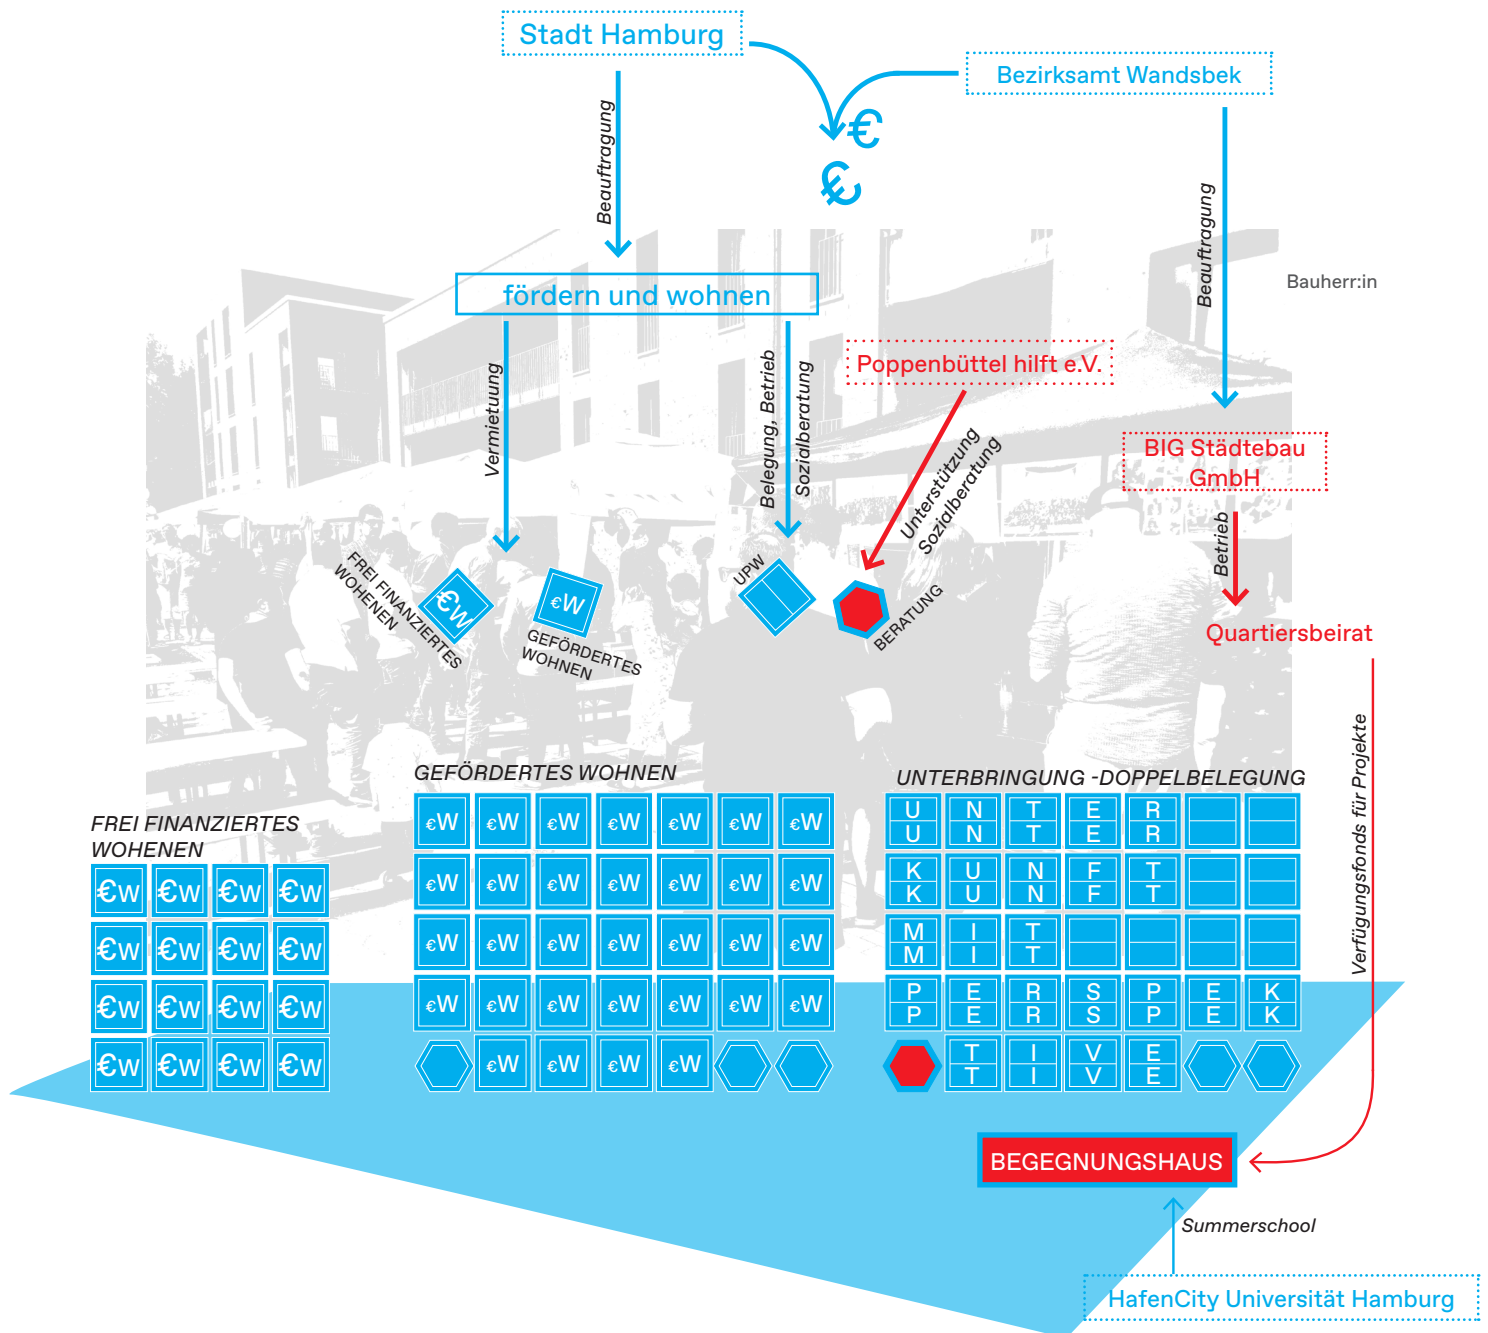 Stadt Hamburg
Bezirksamt Wandsbek
€
€
Beauftragung
Beauftragung
Bauherr:in
fördern und wohnen
Poppenbüttel hilft e.V.
Vermietuung
Belegung, Betrieb
Sozialberatung
Unterstützung
Sozialberatung
BIG Städtebau
GmbH
Betrieb
FREI FINANZIERTES
WOHENEN
€W
€W
GEFÖRDERTES
WOHNEN
UPW
BERATUNG
Quartiersbeirat
Verfügungsfonds für Projekte
FREI FINANZIERTES
WOHENEN
€W €W €W €W
€W €W €W €W
€W €W €W €W
€W €W €W €W
GEFÖRDERTES WOHNEN
€W €W €W €W €W €W €W
€W €W €W €W €W €W €W
€W €W €W €W €W €W €W
€W €W €W €W €W €W €W
€W €W €W €W
UNTERBRINGUNG -DOPPELBELEGUNG
U N T E R
U N T E R
K U N F T
K U N F T
M I T
M I T
P E R S P E K
P E R S P E K
T I V E
T I V E
BEGEGNUNGSHAUS
Summerschool
HafenCity Universität Hamburg